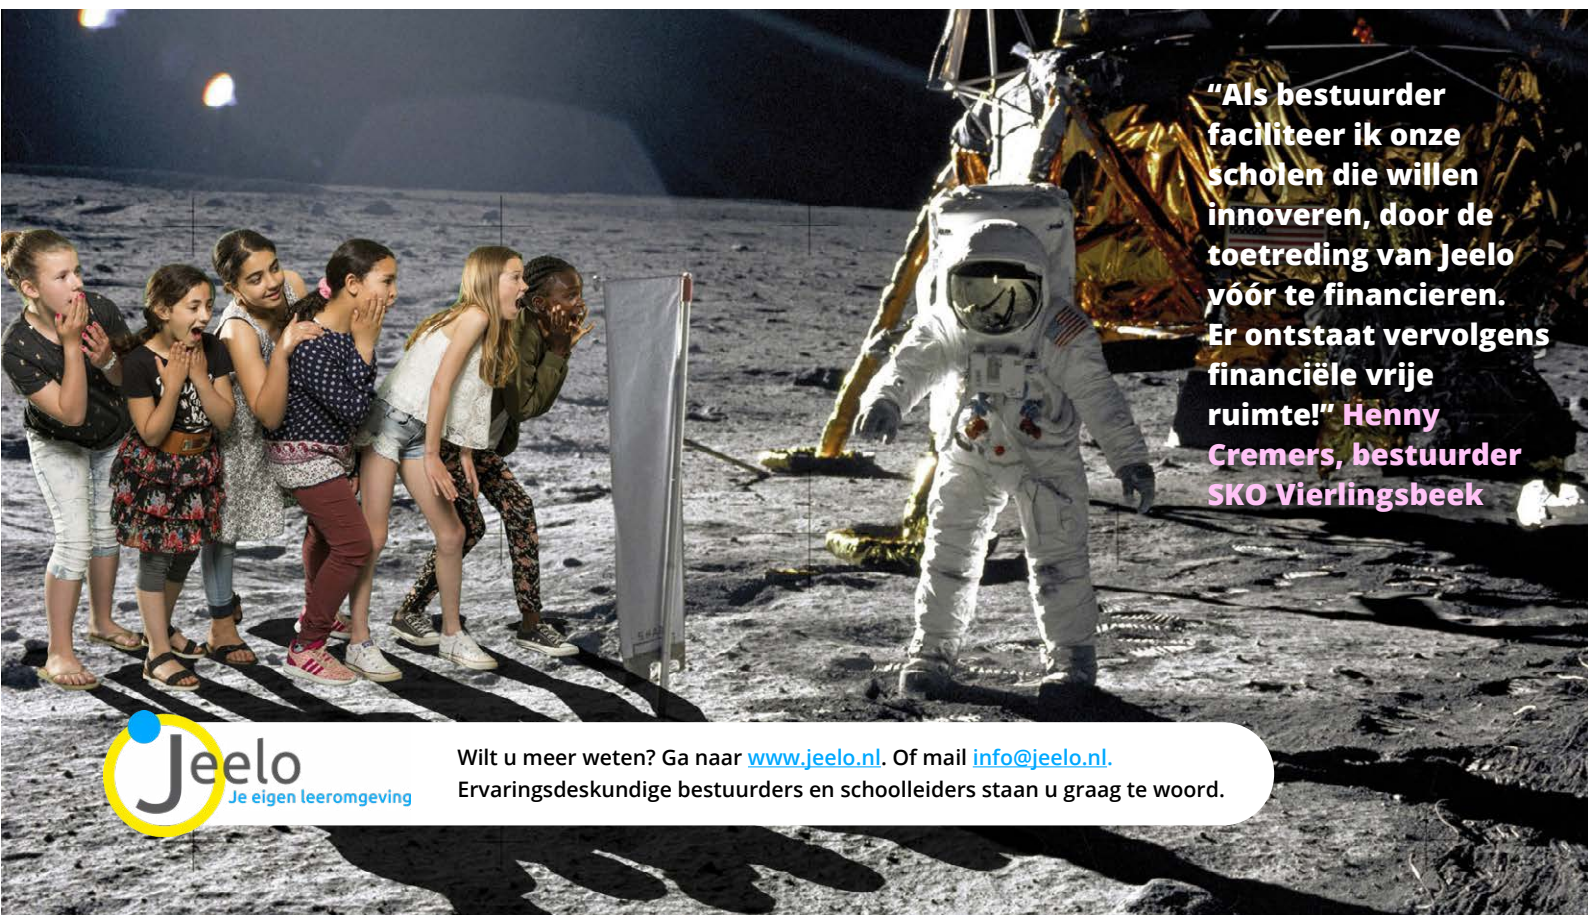 “Als bestuurder
faciliteer ik onze
scholen die willen
innoveren, door de
toetreding van Jeelo
vóór te financieren.
Er ontstaat vervolgens
financiële vrije
ruimte!” Henny
Cremers, bestuurder
SKO Vierlingsbeek
Jeelo
Je eigen leeromgeving
Wilt u meer weten? Ga naar www.jeelo.nl. Of mail info@jeelo.nl.
Ervaringsdeskundige bestuurders en schoolleiders staan u graag te woord.